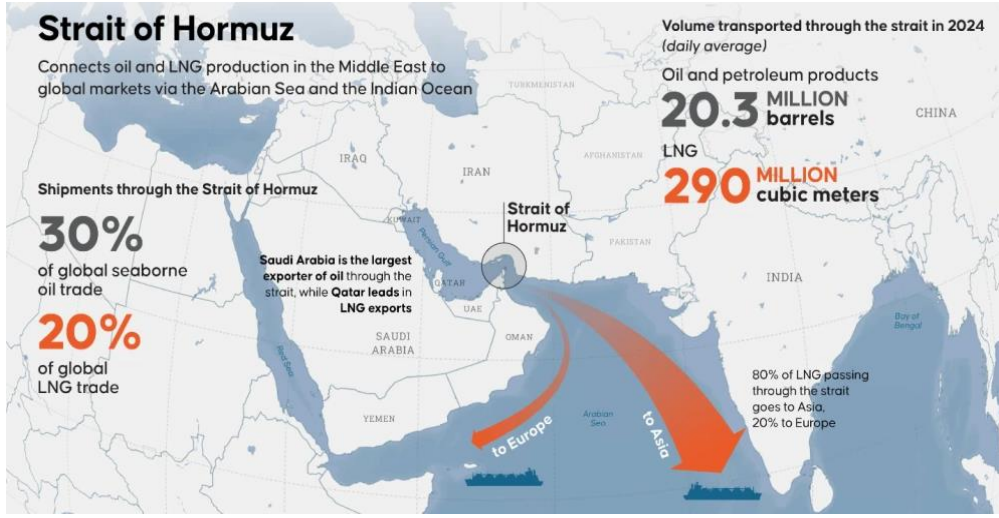 Strait of Hormuz
Connects oil and LNG production in the Middle East to
global markets via the Arabian Sea and the Indian Ocean
Volume transported through the strait in 2024
(daily average)
Oil and petroleum products
20.3 MILLION
barrels
LNG
290 MILLION
cubic meters
Shipments through the Strait of Hormuz
30%
of global seaborne
oil trade
20%
of global
LNG trade
Saudi Arabia is the largest
exporter of oil through the
strait, while Qatar leads in
LNG exports
Strait of
Hormuz
TURKMENISTAN
CHINA
IRAQ
IRAN
AFGHANISTAN
KUWAIT
Persian Gulf
PAKISTAN
QATAR
UAE
INDIA
SAUDI
ARABIA
OMAN
Red Sea
YEMEN
Arabian
Sea
Bay of
Bengal
to Europe
to Asia
80% of LNG passing
through the strait
goes to Asia,
20% to Europe